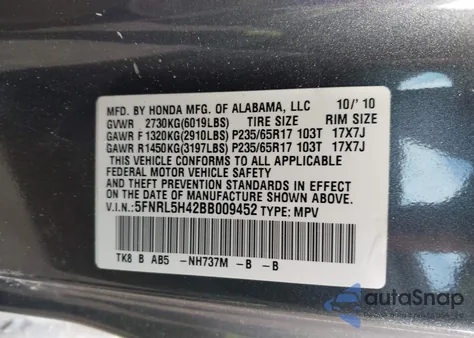 MFD. BY HONDA MFG. OF ALABAMA, LLC 10/'10
GVWR 2730KG(6019LBS) TIRE SIZE RIM SIZE
GAWR F 1320KG(2910LBS) P235/65R17 103T 17X7J
GAWR R1450KG(3197LBS) P235/65R17 103T 17X7J
THIS VEHICLE CONFORMS TO ALL APPLICABLE
FEDERAL MOTOR VEHICLE SAFETY
AND THEFT PREVENTION STANDARDS IN EFFECT
ON THE DATE OF MANUFACTURE SHOWN ABOVE.
V.I.N.:5FNRL5H42BB009452 TYPE: MPV
TK8 B AB5 -NH737M -B -B
autoSnap